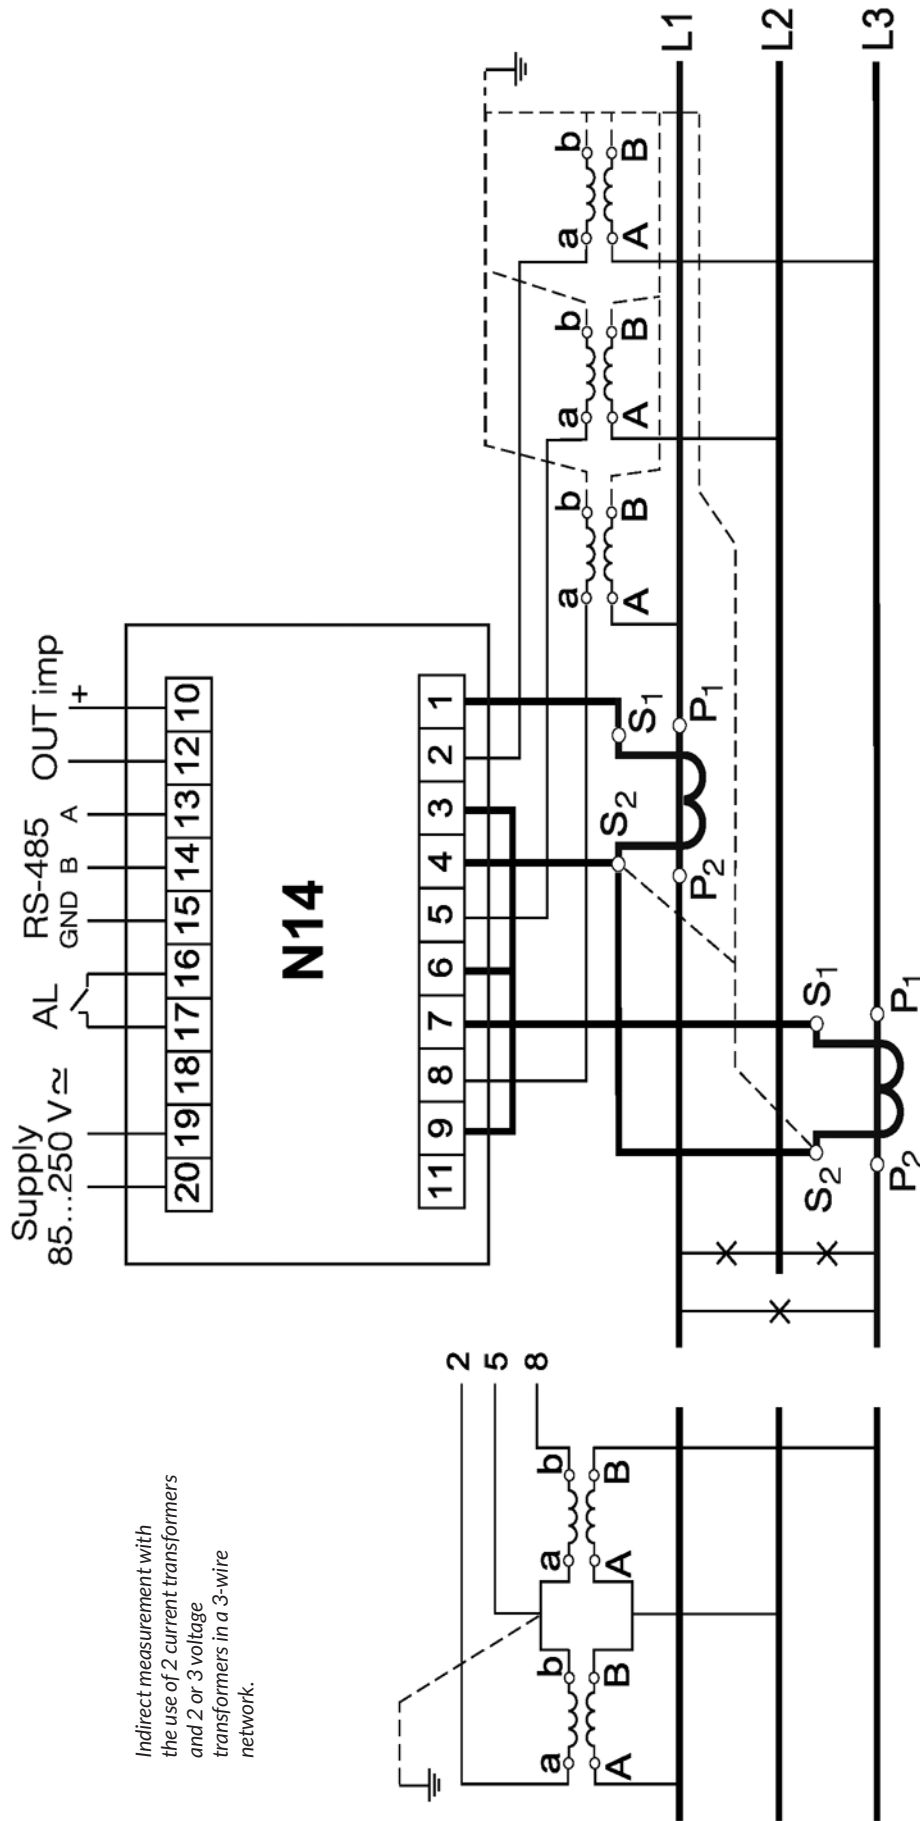 Supply
85...250 V≂
AL
RS-485
OUT imp
GND B A
+
20 19 18 17 16 15 14 13 12 10
Indirect measurement with
the use of 2 current transformers
and 2 or 3 voltage
transformers in a 3-wire
network.
N14
11 9 8 7 6 5 4 3 2 1
2
5
8
a b a b
A B A B
a b a b a b
A B A B A B
S2 S1
L1
P2 P1
L2
S2 S1
L3
P2 P1